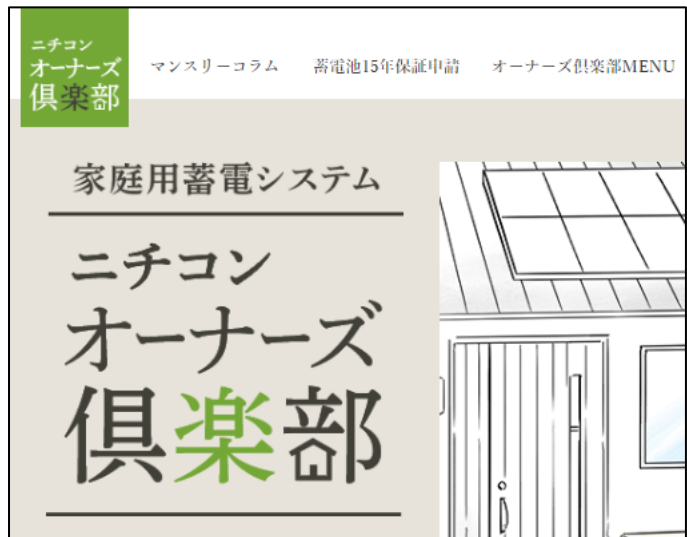 ニチコン
オーナーズ
倶楽部
マンスリーコラム
蓄電池15年保証申請
オーナーズ倶楽部MENU
家庭用蓄電システム
ニチコン
オーナーズ
倶楽部